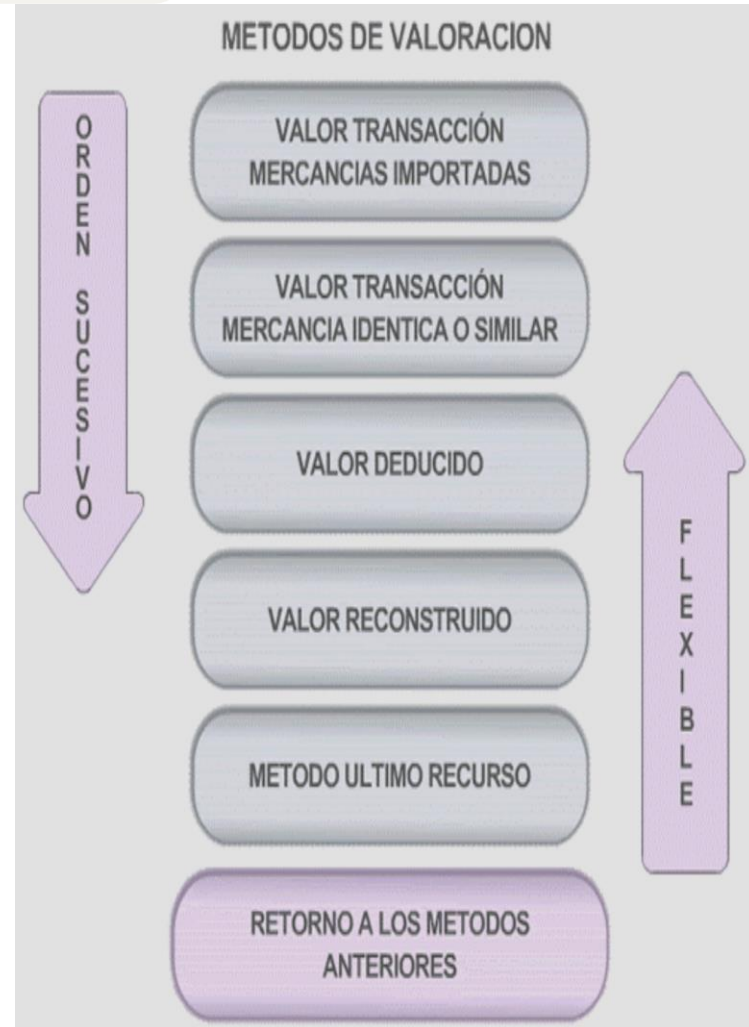 METODOS DE VALORACION
ORDEN SUCESIVO
VALOR TRANSACCIÓN
MERCANCIAS IMPORTADAS
VALOR TRANSACCIÓN
MERCANCIA IDENTICA O SIMILAR
VALOR DEDUCIDO
VALOR RECONSTRUIDO
METODO ULTIMO RECURSO
RETORNO A LOS METODOS
ANTERIORES
FLEXIBLE